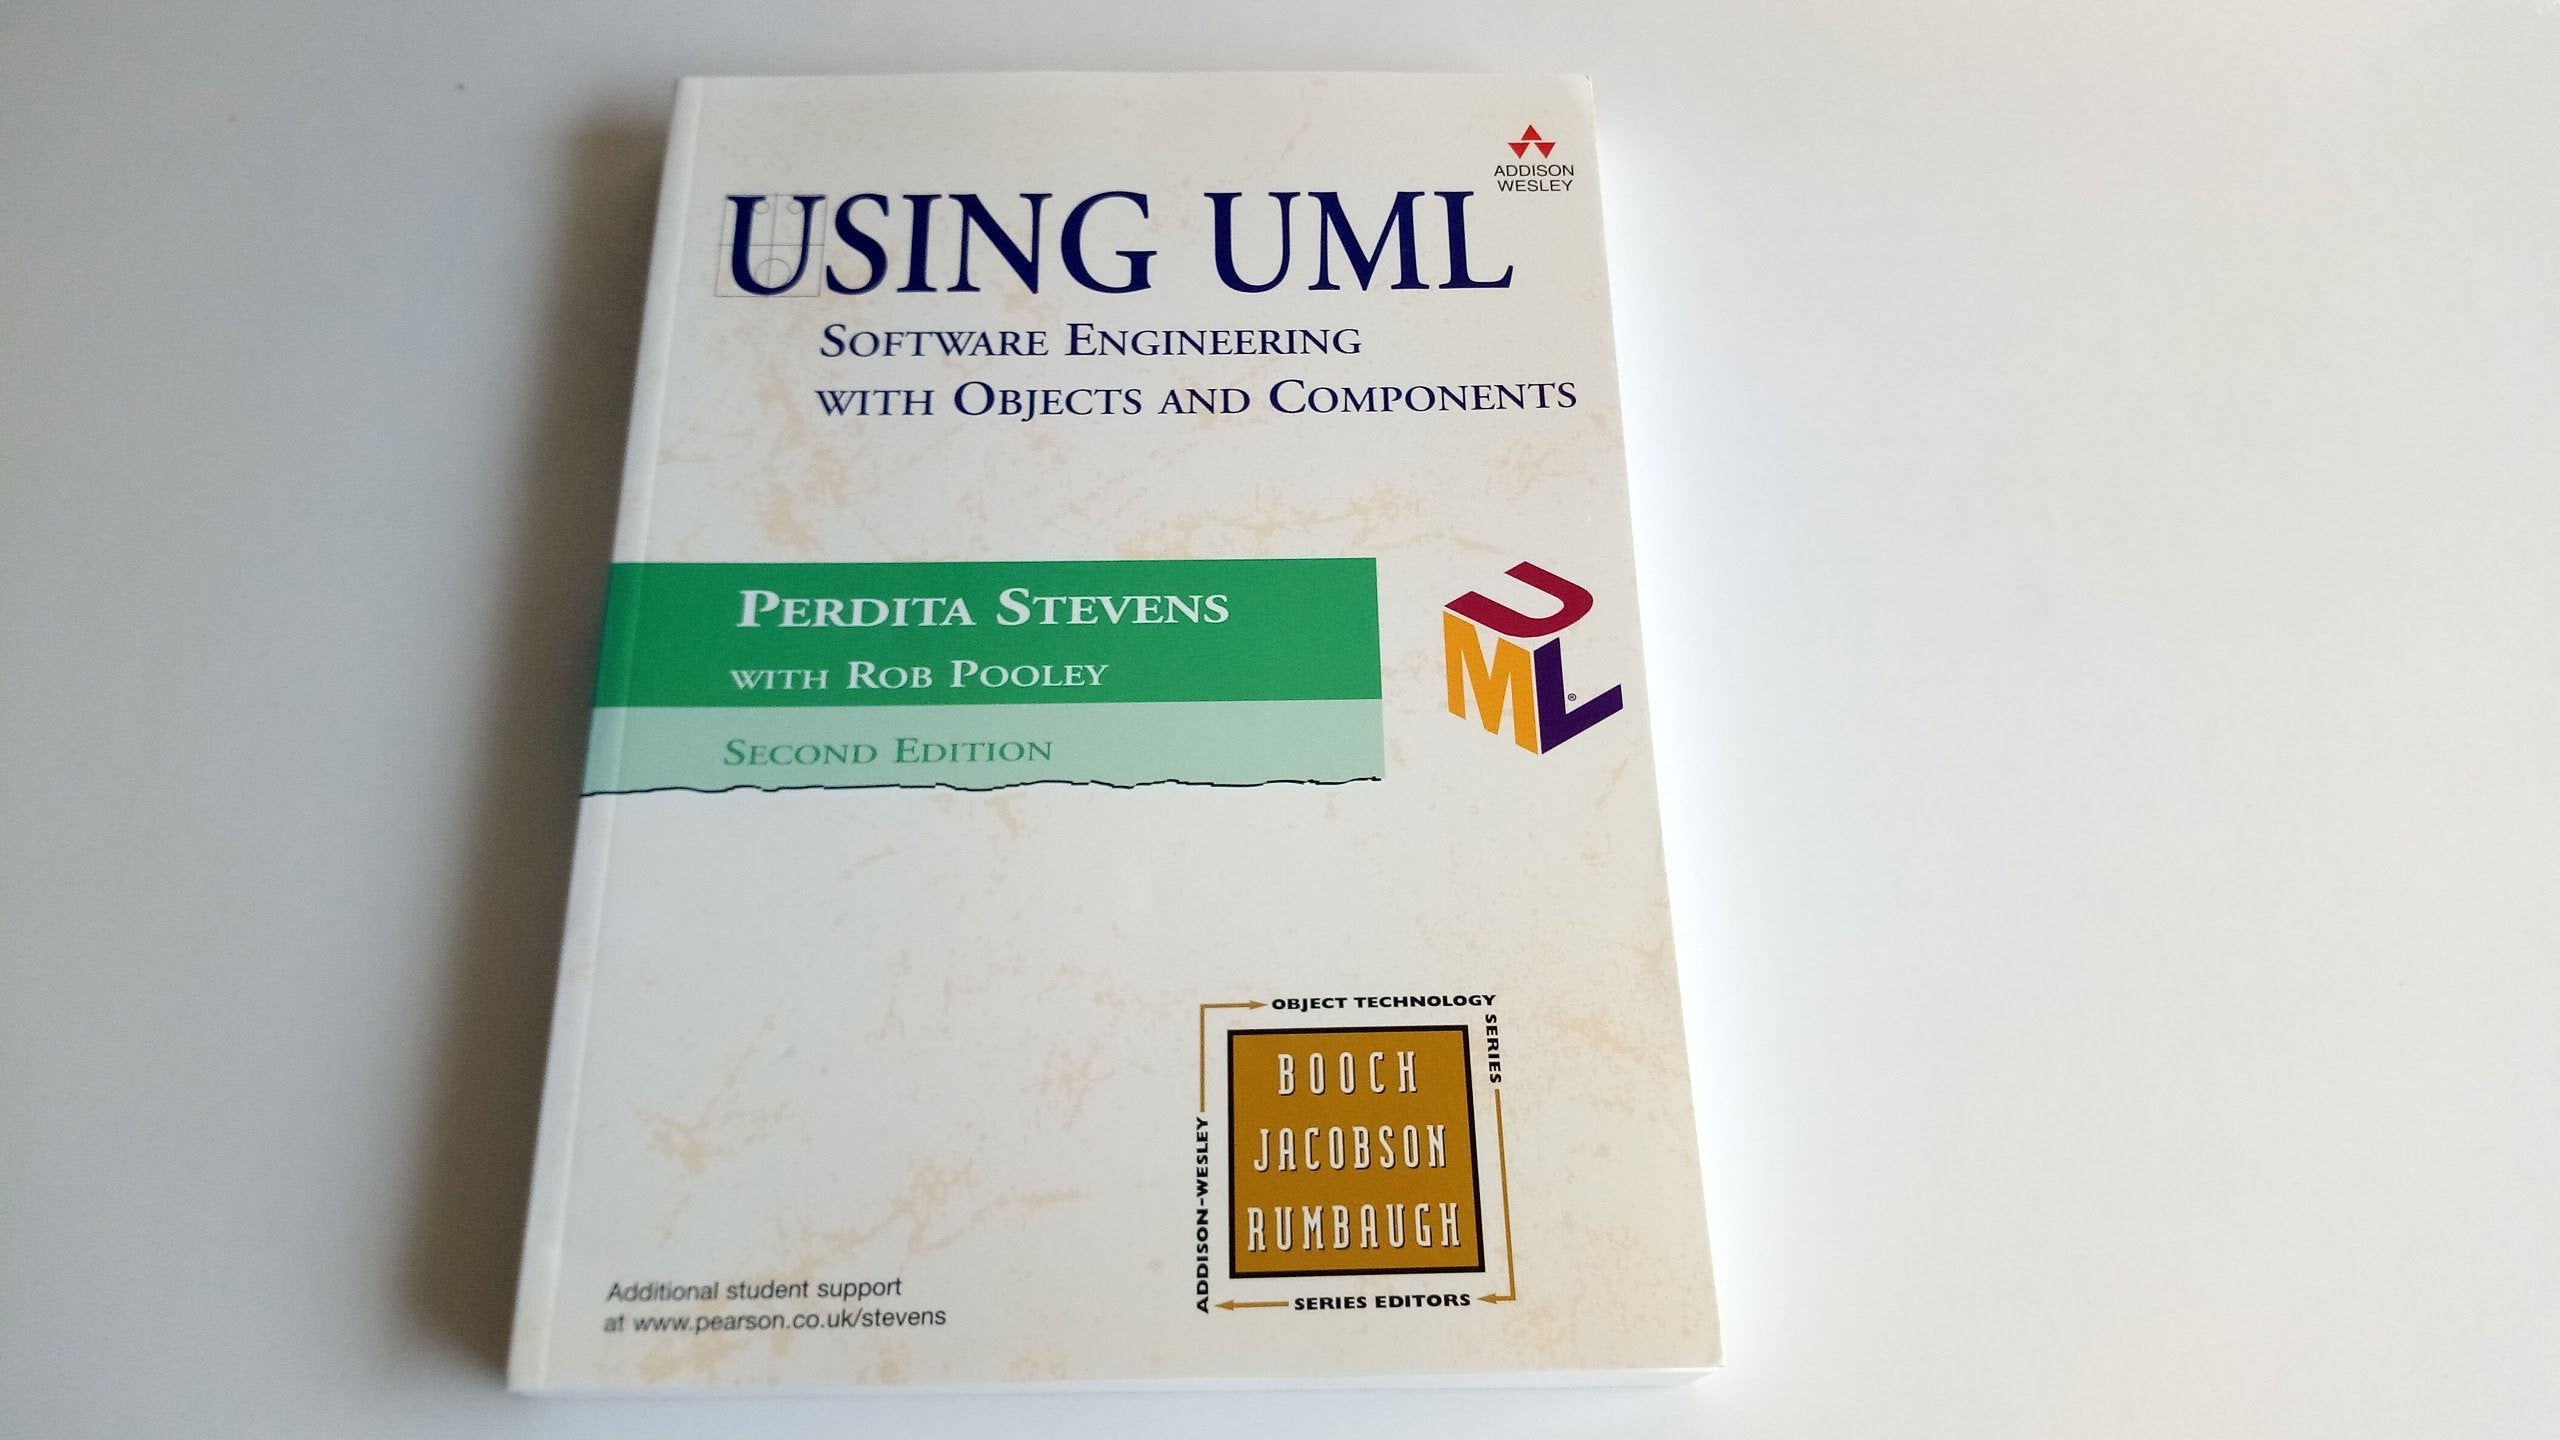 ADDISON
WESLEY
USING UML
SOFTWARE ENGINEERING
WITH OBJECTS AND COMPONENTS
PERDITA STEVENS
WITH ROB POOLEY
SECOND EDITION
UML®
OBJECT TECHNOLOGY
SERIES
BOOCH
JACOBSON
RUMBAUGH
ADDISON-WESLEY
SERIES EDITORS
Additional student support
at www.pearson.co.uk/stevens